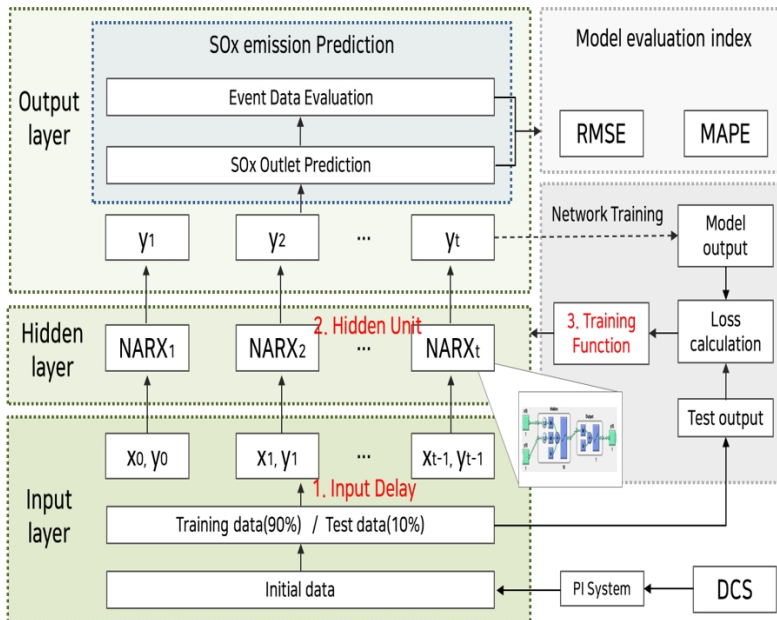 SOx emission Prediction
Event Data Evaluation
SOx Outlet Prediction
Output
layer
y1
y2
...
yt
Model evaluation index
RMSE
MAPE
Network Training
Model
output
Loss
calculation
3. Training
Function
Test output
Hidden
layer
2. Hidden Unit
NARX1
NARX2
...
NARXt
Input
layer
x0, y0
x1, y1
...
xt-1, yt-1
1. Input Delay
Training data(90%) / Test data(10%)
Initial data
PI System
DCS